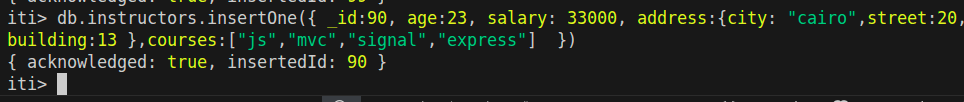 { acknowledged: true, insertedId: 99 }
iti> db.instructors.insertOne({ _id:90, age:23, salary: 33000, address:{city: "cairo",street:20,
building:13 },courses:["js","mvc","signal","express"]  })
{ acknowledged: true, insertedId: 90 }
iti>